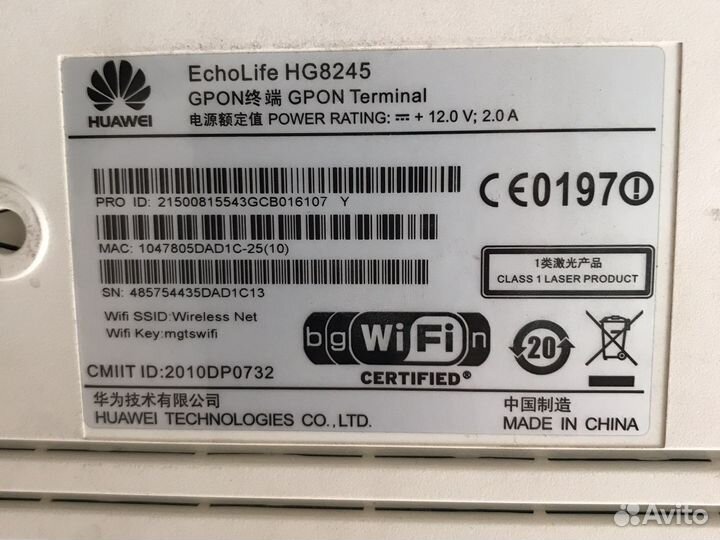 EchoLife HG8245
GPON终端 GPON Terminal
电源额定值 POWER RATING: ⎓ + 12.0 V; 2.0 A
HUAWEI
PRO ID: 21500815543GCB016107 Y
CE0197!
MAC: 1047805DAD1C-25(10)
1类激光产品
CLASS 1 LASER PRODUCT
SN: 485754435DAD1C13
Wifi SSID:Wireless Net
Wifi Key:mgtswifi
bg WiFi n
CERTIFIED®
20
CMIIT ID:2010DP0732
华为技术有限公司
HUAWEI TECHNOLOGIES CO.,LTD.
中国制造
MADE IN CHINA
Avito